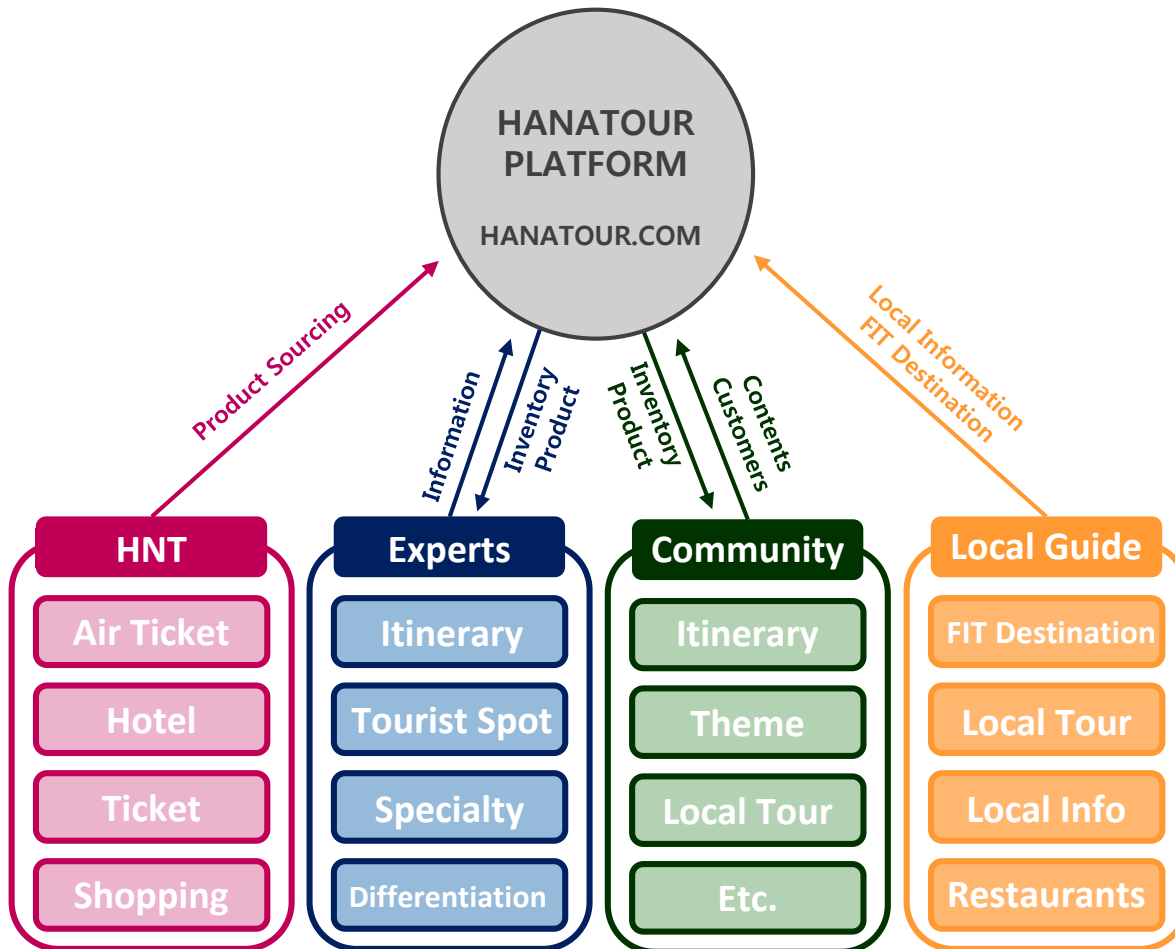 HANATOUR
PLATFORM
HANATOUR.COM
Product Sourcing
Information
Inventory
Product
Inventory
Product
Contents
Customers
Local Information
FIT Destination
HNT
Air Ticket
Hotel
Ticket
Shopping
Experts
Itinerary
Tourist Spot
Specialty
Differentiation
Community
Itinerary
Theme
Local Tour
Etc.
Local Guide
FIT Destination
Local Tour
Local Info
Restaurants